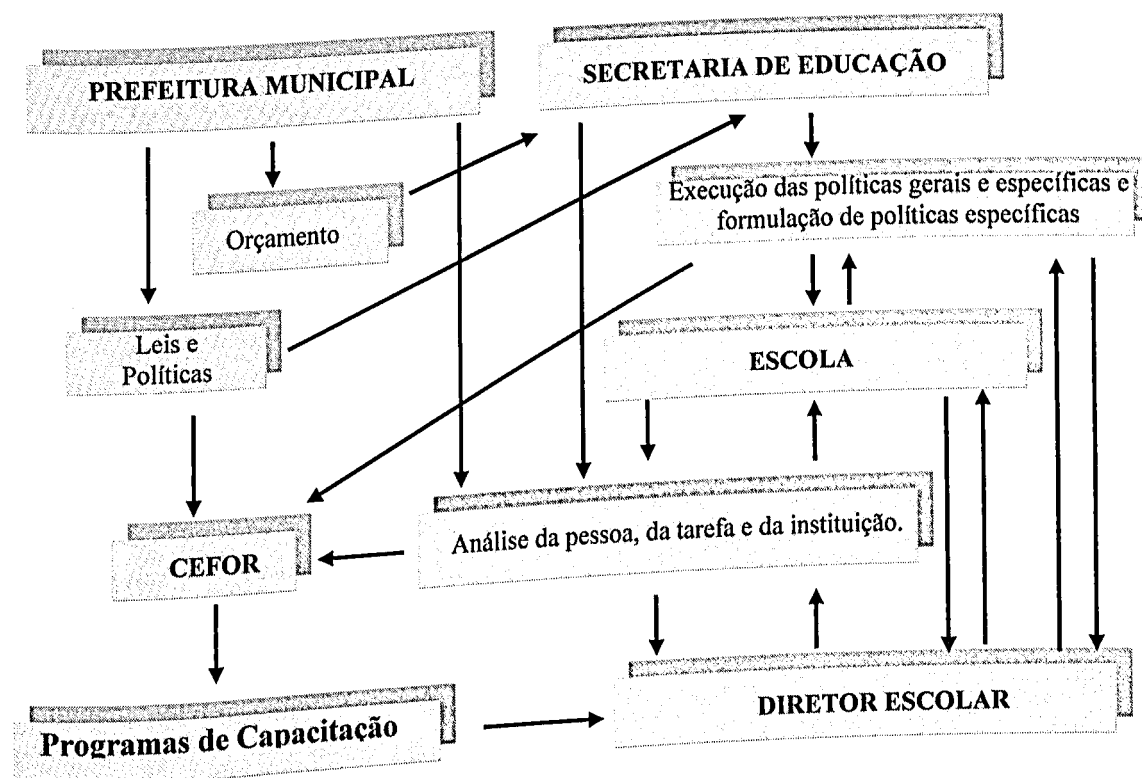 PREFEITURA MUNICIPAL
SECRETARIA DE EDUCAÇÃO
Execução das políticas gerais e específicas e
formulação de políticas específicas
Orçamento
Leis e
Políticas
ESCOLA
Análise da pessoa, da tarefa e da instituição.
CEFOR
DIRETOR ESCOLAR
Programas de Capacitação